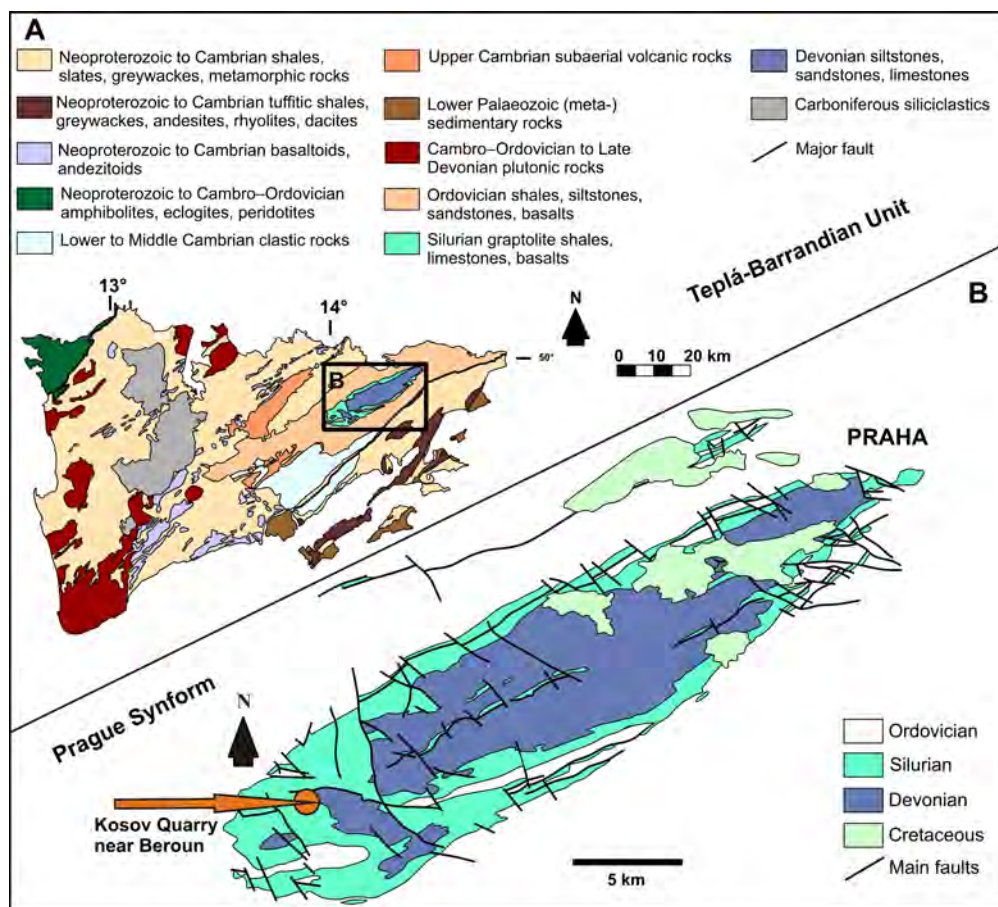 A
Neoproterozoic to Cambrian shales,
slates, greywackes, metamorphic rocks
Neoproterozoic to Cambrian tuffitic shales,
greywackes, andesites, rhyolites, dacites
Neoproterozoic to Cambrian basaltoids,
andezitoids
Neoproterozoic to Cambro–Ordovician
amphibolites, eclogites, peridotites
Lower to Middle Cambrian clastic rocks
Upper Cambrian subaerial volcanic rocks
Lower Palaeozoic (meta-)
sedimentary rocks
Cambro–Ordovician to Late
Devonian plutonic rocks
Ordovician shales, siltstones,
sandstones, basalts
Silurian graptolite shales,
limestones, basalts
Devonian siltstones,
sandstones, limestones
Carboniferous siliciclastics
Major fault
Teplá-Barrandian Unit
13°
14°
N
50°
0 10 20 km
B
B
PRAHA
Prague Synform
N
Kosov Quarry
near Beroun
5 km
Ordovician
Silurian
Devonian
Cretaceous
Main faults